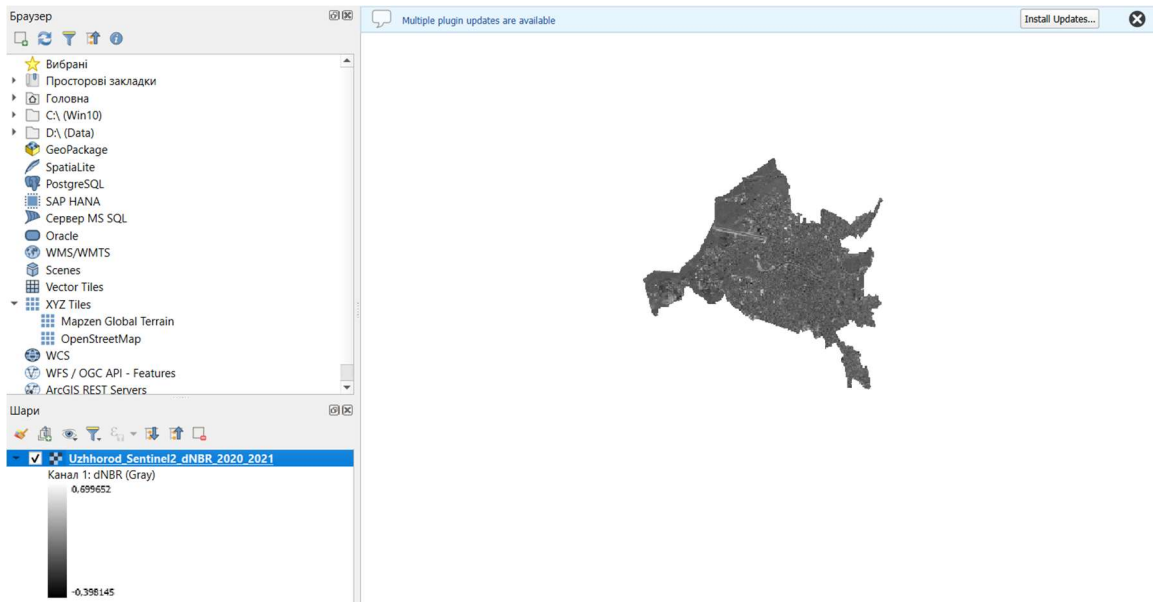 Браузер
Вибрані
Просторові закладки
Головна
C:\ (Win10)
D:\ (Data)
GeoPackage
SpatiaLite
PostgreSQL
SAP HANA
Сервер MS SQL
Oracle
WMS/WMTS
Scenes
Vector Tiles
XYZ Tiles
Mapzen Global Terrain
OpenStreetMap
WCS
WFS / OGC API - Features
ArcGIS REST Servers
Шари
Uzhhorod_Sentinel2_dNBR_2020_2021
Канал 1: dNBR (Gray)
0,699652
-0,398145
Multiple plugin updates are available
Install Updates...